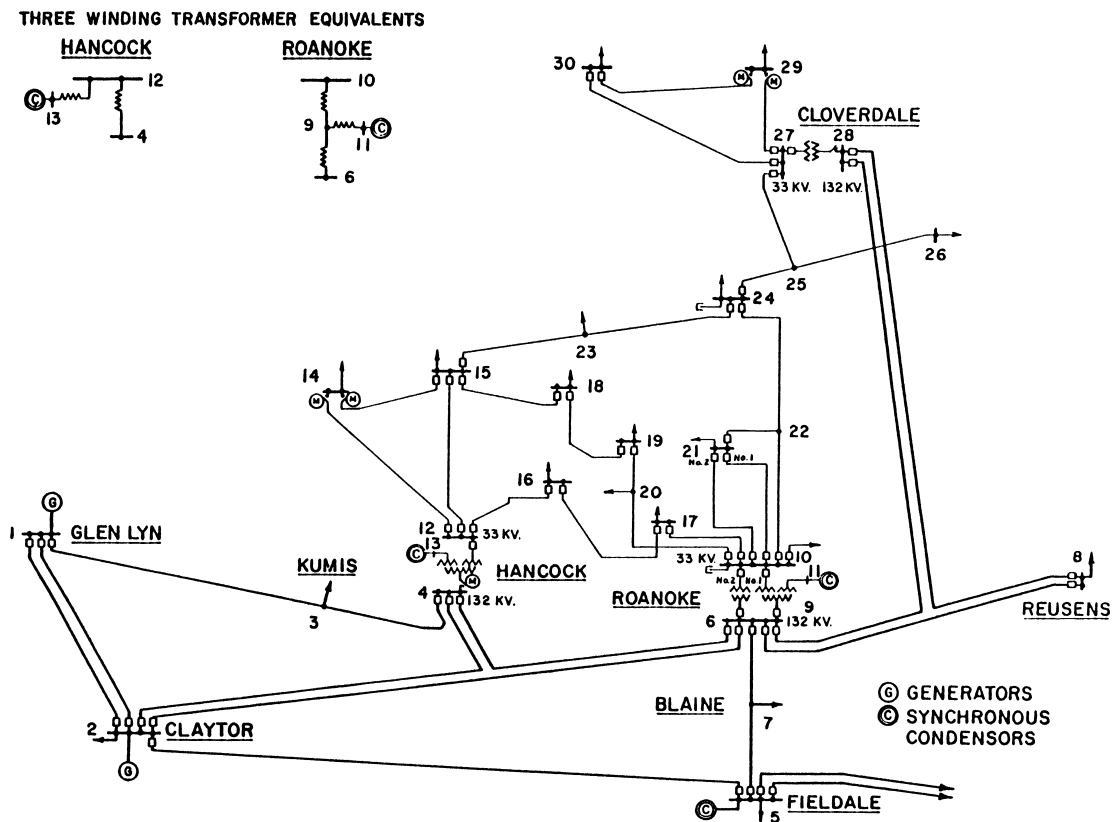 THREE WINDING TRANSFORMER EQUIVALENTS
HANCOCK
ROANOKE
12
C
13
4
10
9
C
11
6
30
29
M
M
CLOVERDALE
27
28
33 KV.
132 KV.
26
25
24
23
15
14
M
M
18
22
19
21
No. 2
No. 1
20
16
17
1
G
GLEN LYN
12
33 KV.
13
C
HANCOCK
M
4
132 KV.
KUMIS
3
33 KV.
10
No. 2
No. 1
11
C
ROANOKE
9
6
132 KV.
8
REUSENS
BLAINE
7
2
CLAYTOR
G
G GENERATORS
C SYNCHRONOUS
CONDENSORS
C
5
FIELDALE